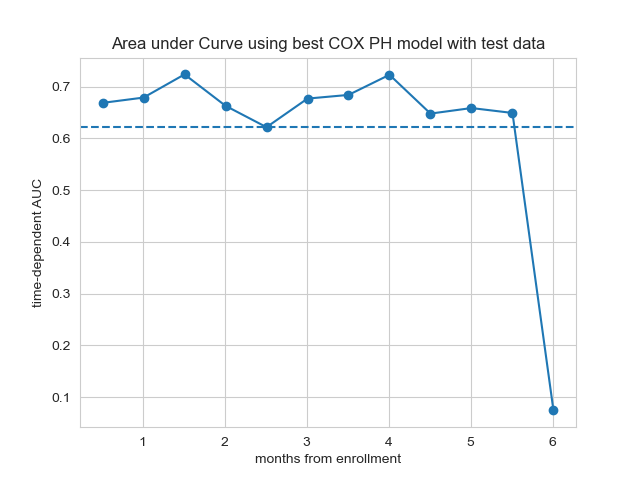 Area under Curve using best COX PH model with test data
time-dependent AUC
0.7
0.6
0.5
0.4
0.3
0.2
0.1
1 2 3 4 5 6
months from enrollment